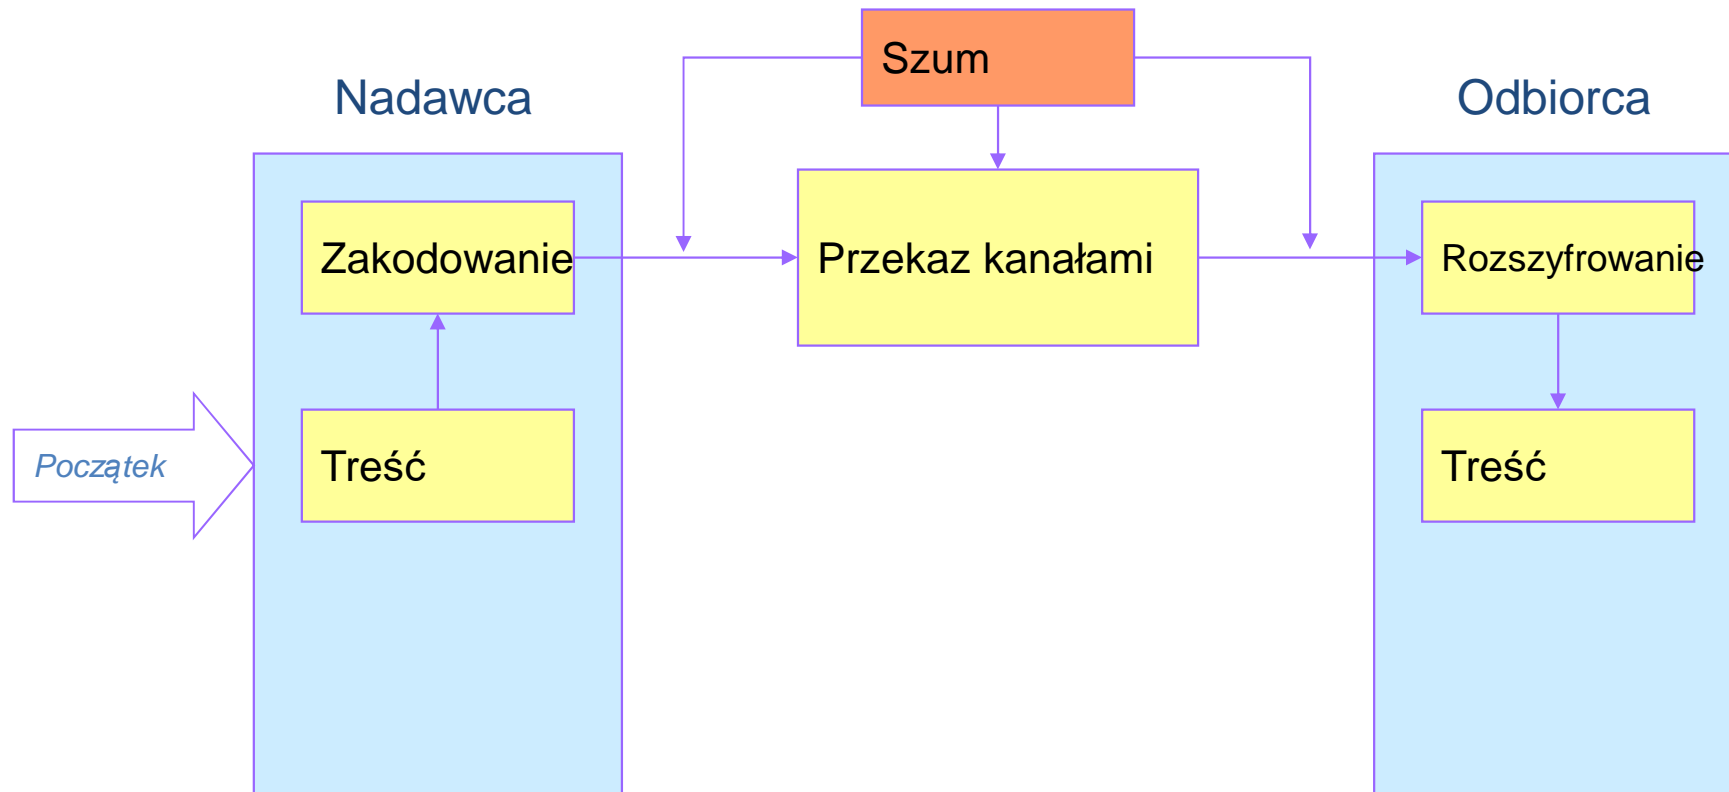 Szum
Nadawca
Odbiorca
Zakodowanie
Przekaz kanałami
Rozszyfrowanie
Początek
Treść
Treść